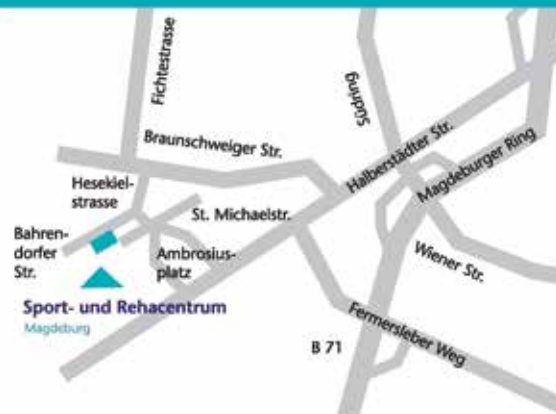 Fichtestrasse
Südring
Braunschweiger Str.
Halberstädter Str.
Magdeburger Ring
Hesekiel-
strasse
St. Michaelstr.
Bahren-
dorfer
Str.
Ambrosius-
platz
Wiener Str.
Sport- und Rehacentrum
Magdeburg
Fermersleber Weg
B 71